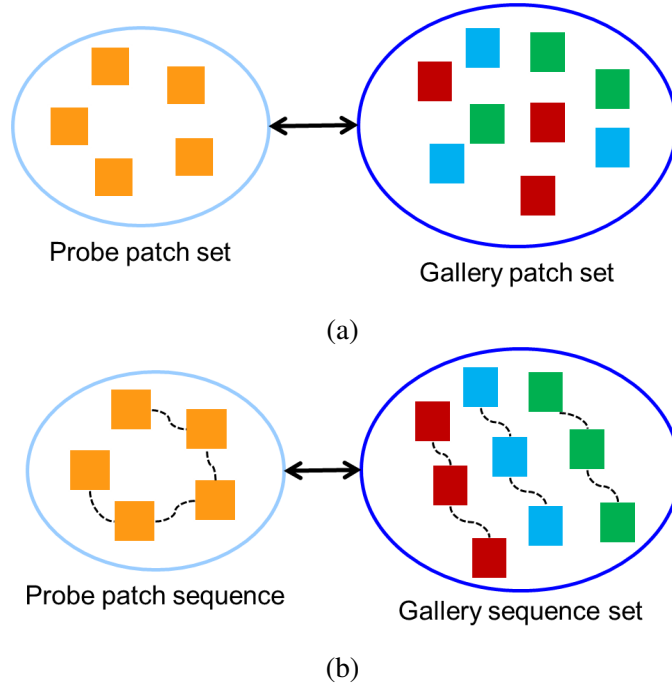 Probe patch set
Gallery patch set
(a)
Probe patch sequence
Gallery sequence set
(b)